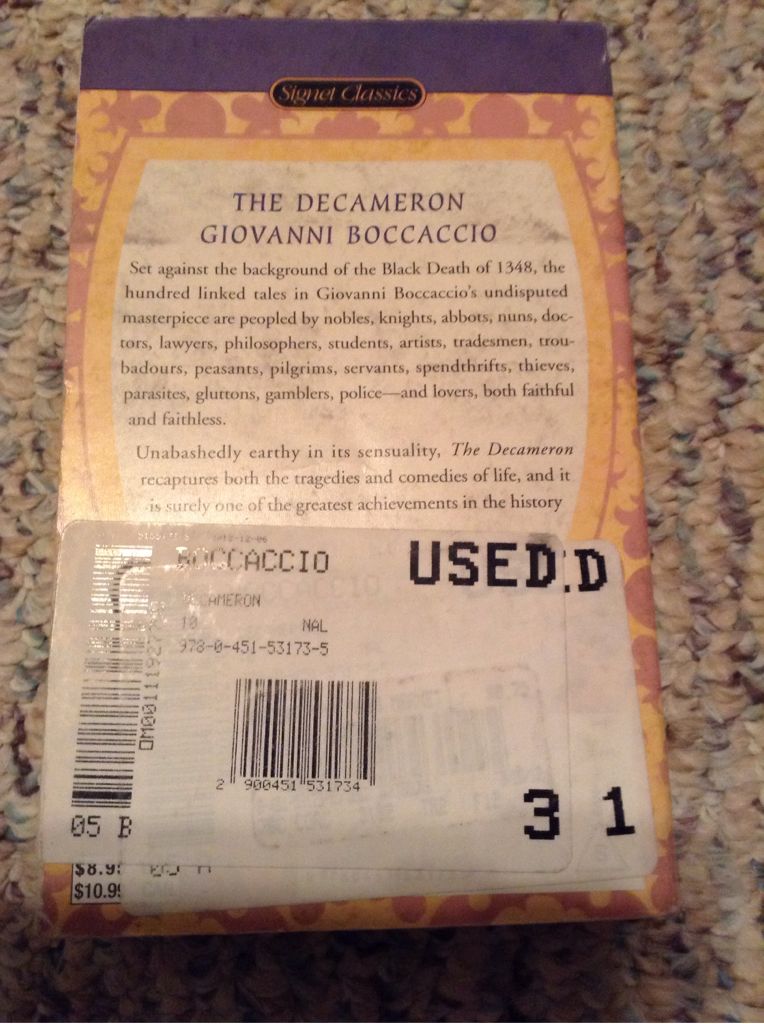 Signet Classics
THE DECAMERON
GIOVANNI BOCCACCIO
Set against the background of the Black Death of 1348, the
hundred linked tales in Giovanni Boccaccio's undisputed
masterpiece are peopled by nobles, knights, abbots, nuns, doc-
tors, lawyers, philosophers, students, artists, tradesmen, trou-
badours, peasants, pilgrims, servants, spendthrifts, thieves,
parasites, gluttons, gamblers, police—and lovers, both faithful
and faithless.
Unabashedly earthy in its sensuality, The Decameron
recaptures both the tragedies and comedies of life, and it
is surely one of the greatest achievements in the history
BOCCACCIO
USED
D
DECAMERON
10
NAL
978-0-451-53173-5
2 900451 531734
05 B
3
1
$8.9
$10.99